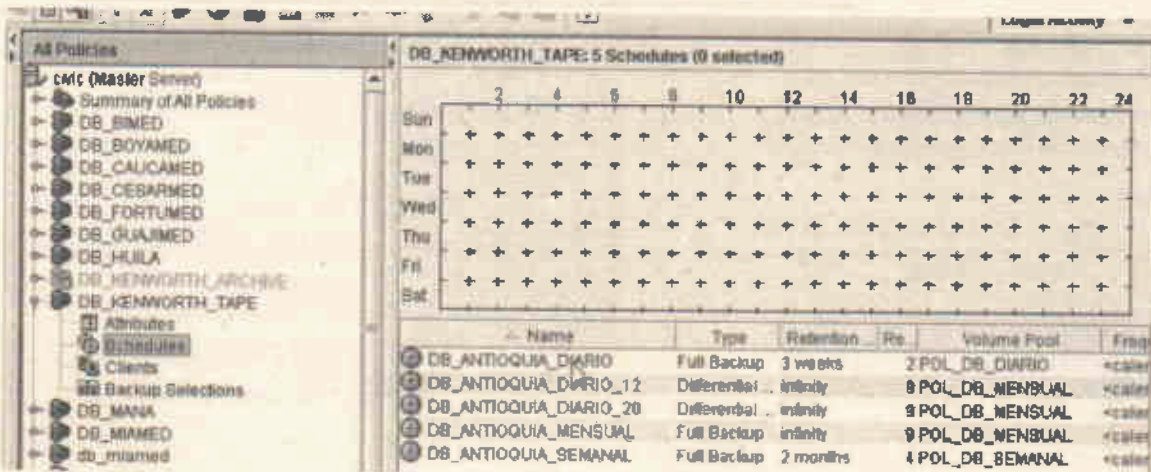 All Policies
DB_KENWORTH_TAPE: 5 Schedules (0 selected)
(Master Server)
Summary of All Policies
DB_BIMED
DB_BOYAMED
DB_CAUCAMED
DB_CESARMED
DB_FORTUMED
DB_GUAJIMED
DB_HUILA
DB_KENWORTH_ARCHIVE
DB_KENWORTH_TAPE
Attributes
Schedules
Clients
Backup Selections
DB_MANA
DB_MIAMED
db_miamed
2 4 6 8 10 12 14 16 18 20 22 24
Sun
Mon
Tue
Wed
Thu
Fri
Sat
Name Type Retention Re Volume Pool
DB_ANTIOQUIA_DIARIO Full Backup 3 weeks 2 POL_DB_DIARIO
DB_ANTIOQUIA_DIARIO_12 Differential .. infinity 9 POL_DB_MENSUAL
DB_ANTIOQUIA_DIARIO_20 Differential .. infinity 9 POL_DB_MENSUAL
DB_ANTIOQUIA_MENSUAL Full Backup infinity 9 POL_DB_MENSUAL
DB_ANTIOQUIA_SEMANAL Full Backup 2 months 4 POL_DB_SEMANAL